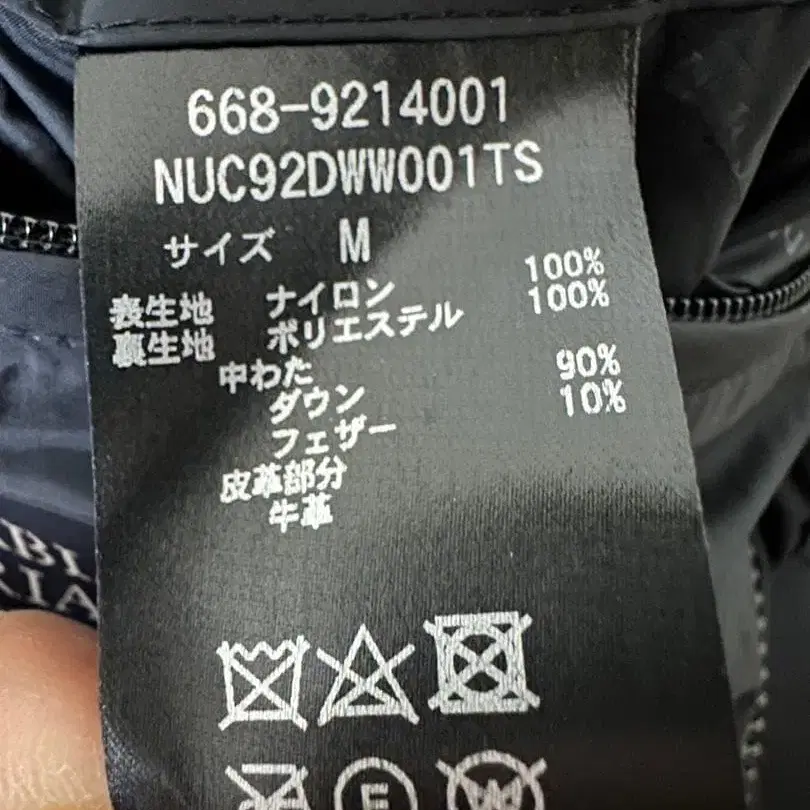 668-9214001
NUC92DWW001TS
サイズ M
表生地 ナイロン 100%
裏生地 ポリエステル 100%
中わた
ダウン 90%
フェザー 10%
皮革部分
牛革
F
W